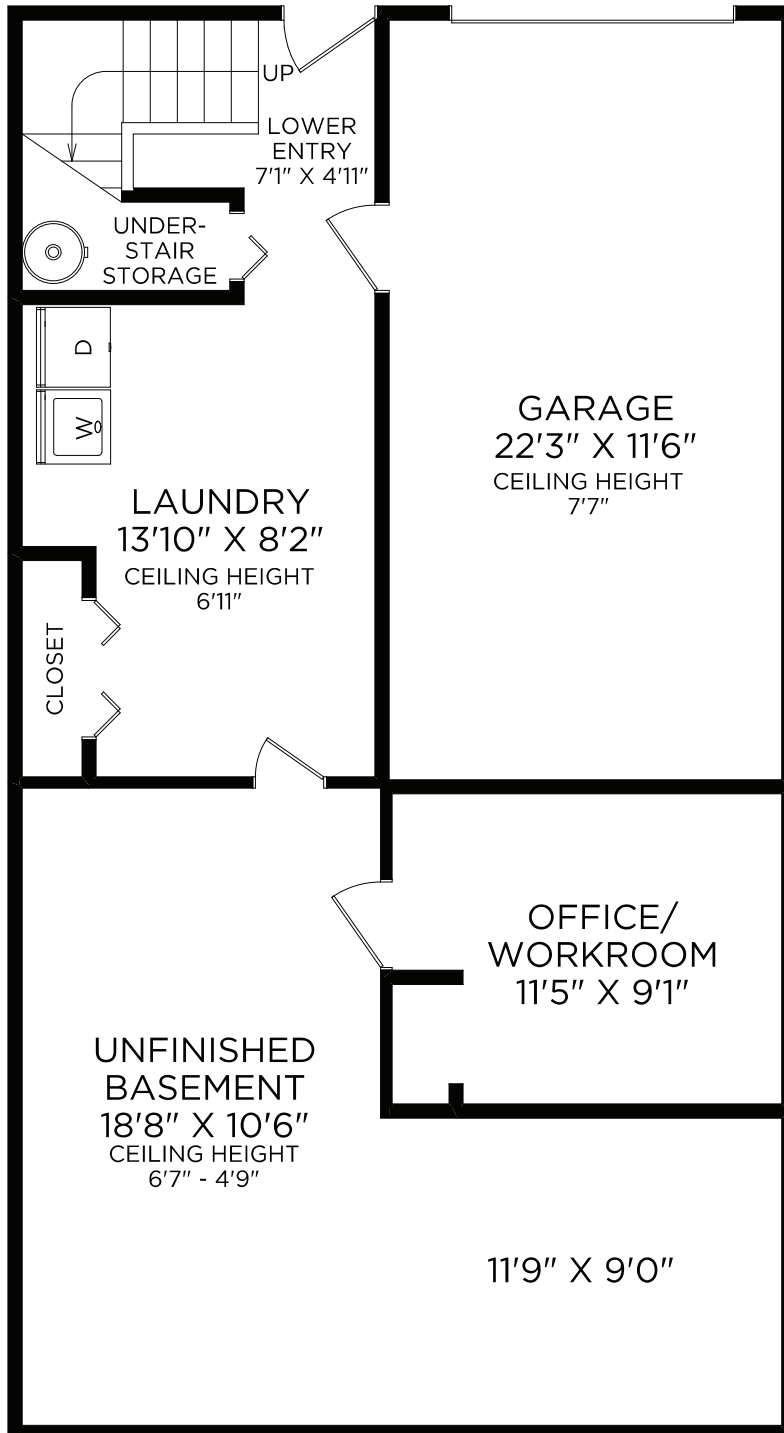 UP
LOWER
ENTRY
7'1" X 4'11"
UNDER-
STAIR
STORAGE
D
W
GARAGE
22'3" X 11'6"
CEILING HEIGHT
7'7"
LAUNDRY
13'10" X 8'2"
CEILING HEIGHT
6'11"
CLOSET
OFFICE/
WORKROOM
11'5" X 9'1"
UNFINISHED
BASEMENT
18'8" X 10'6"
CEILING HEIGHT
6'7" - 4'9"
11'9" X 9'0"